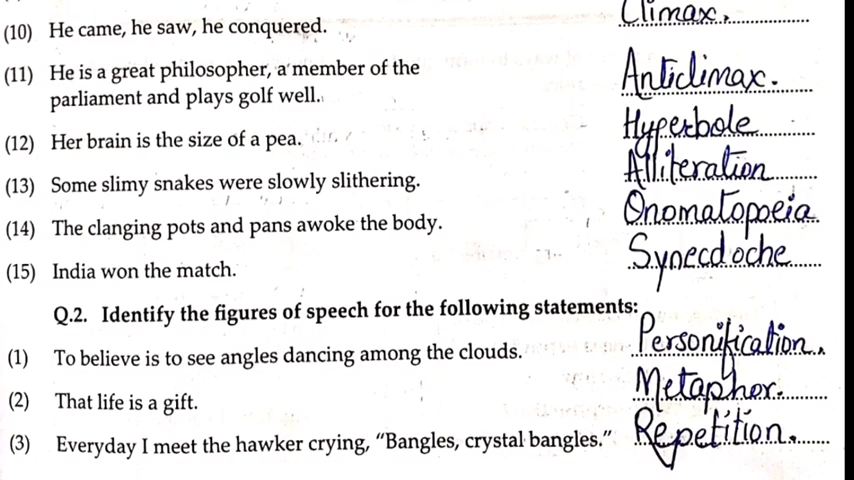 Climax.
(10) He came, he saw, he conquered.
(11) He is a great philosopher, a member of the
parliament and plays golf well.
Anticlimax.
(12) Her brain is the size of a pea.
Hyperbole
(13) Some slimy snakes were slowly slithering.
Alliteration
(14) The clanging pots and pans awoke the body.
Onomatopoeia
(15) India won the match.
Synecdoche
Q.2. Identify the figures of speech for the following statements:
(1) To believe is to see angles dancing among the clouds.
Personification.
(2) That life is a gift.
Metaphor.
(3) Everyday I meet the hawker crying, “Bangles, crystal bangles.”
Repetition.